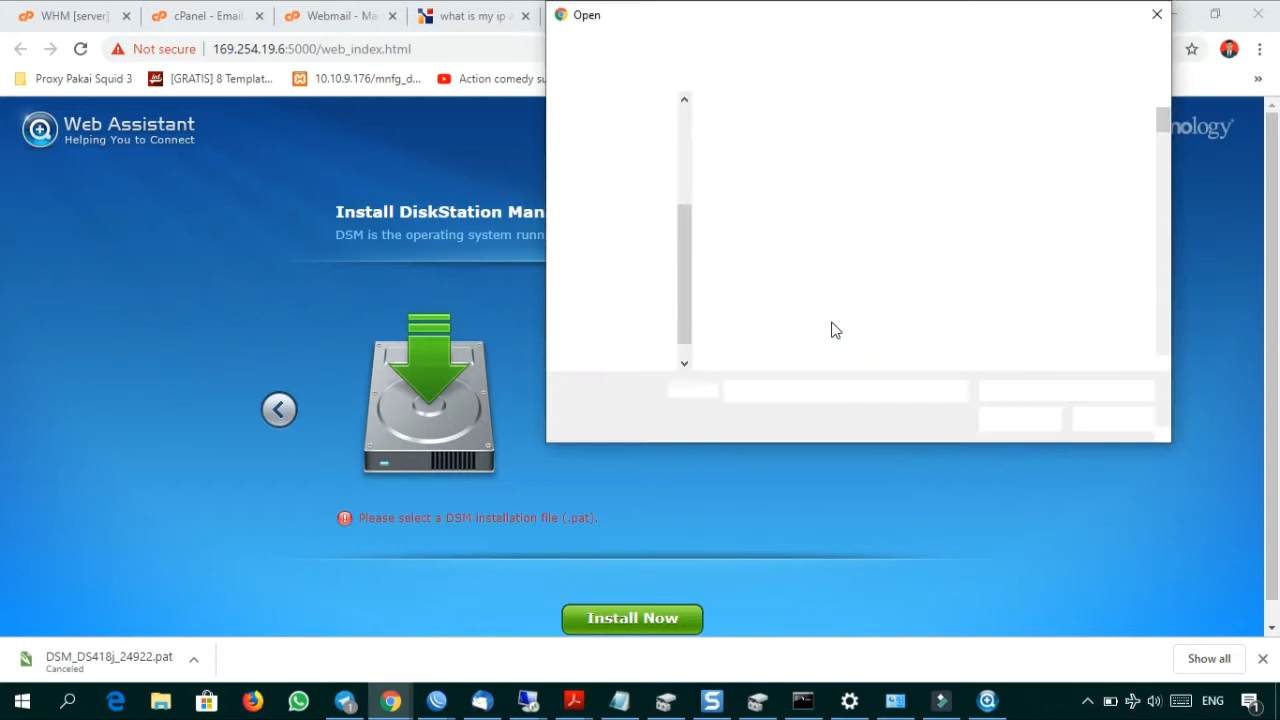 WHM [server]
cPanel - Email
Webmail - Ma
what is my ip a
Open
Not secure
169.254.19.6:5000/web_index.html
Proxy Pakai Squid 3
[GRATIS] 8 Templat...
10.10.9.176/mnfg_d...
Action comedy su
»
Web Assistant
Helping You to Connect
nology
Install DiskStation Man
DSM is the operating system runn
Please select a DSM installation file (.pat).
Install Now
DSM_DS418j_24922.pat
Canceled
Show all
ENG
1